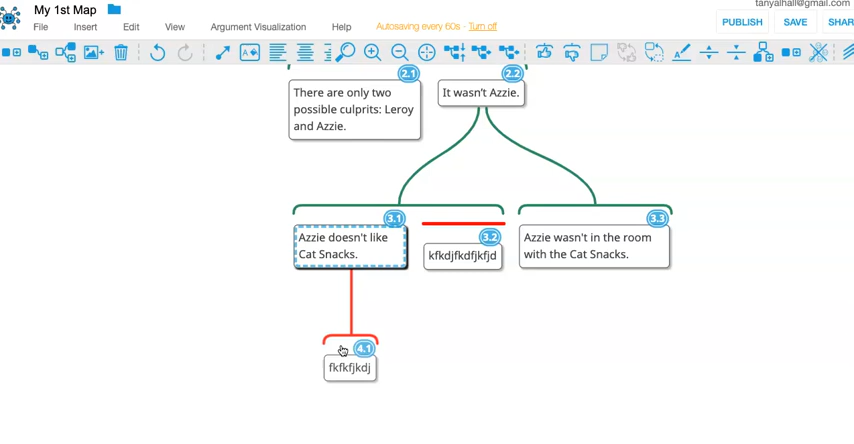 tanyalhall@gmail.com
My 1st Map
File Insert Edit View Argument Visualization Help Autosaving every 60s - Turn off
PUBLISH SAVE SHAR
2.1 2.2
There are only two
possible culprits: Leroy
and Azzie.
It wasn't Azzie.
3.1
Azzie doesn't like
Cat Snacks.
3.2
kfkdjfkdfjkfjd
3.3
Azzie wasn't in the room
with the Cat Snacks.
4.1
fkfkfjkdj